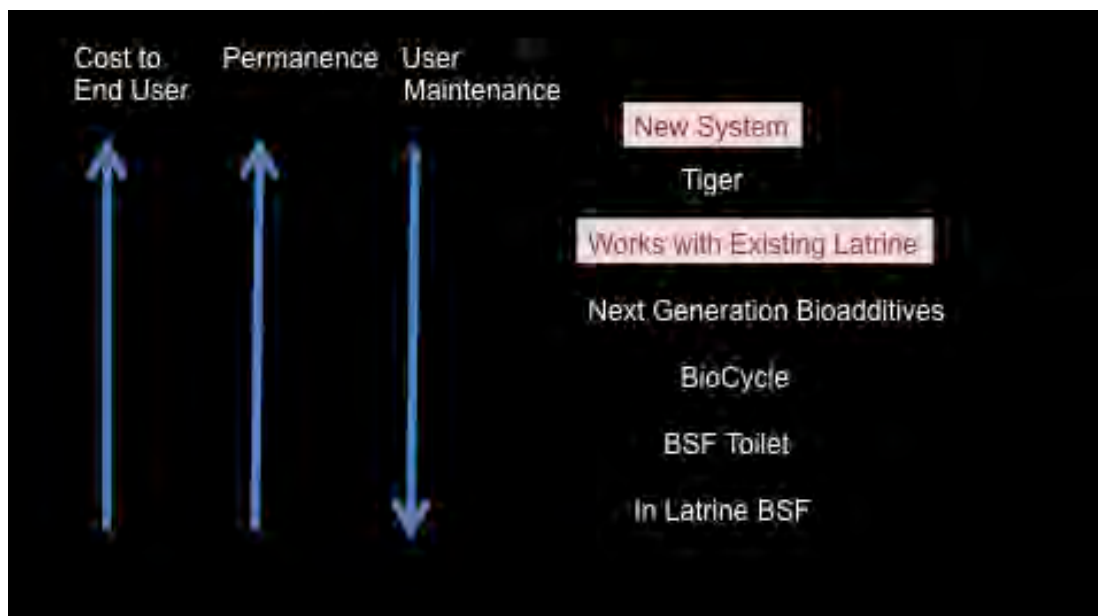 Cost to
End User
Permanence
User
Maintenance
New System
Tiger
Works with Existing Latrine
Next Generation Bioadditives
BioCycle
BSF Toilet
In Latrine BSF